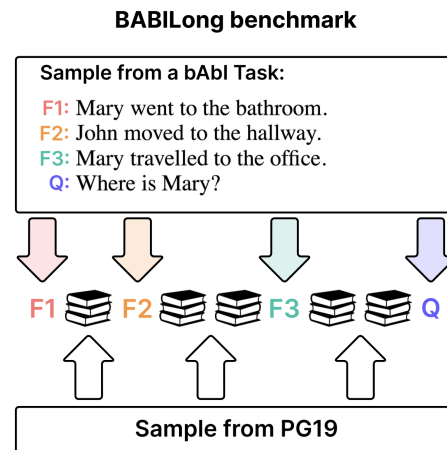 BABILong benchmark
Sample from a bAbI Task:
F1: Mary went to the bathroom.
F2: John moved to the hallway.
F3: Mary travelled to the office.
Q: Where is Mary?
F1 F2 F3 Q
Sample from PG19